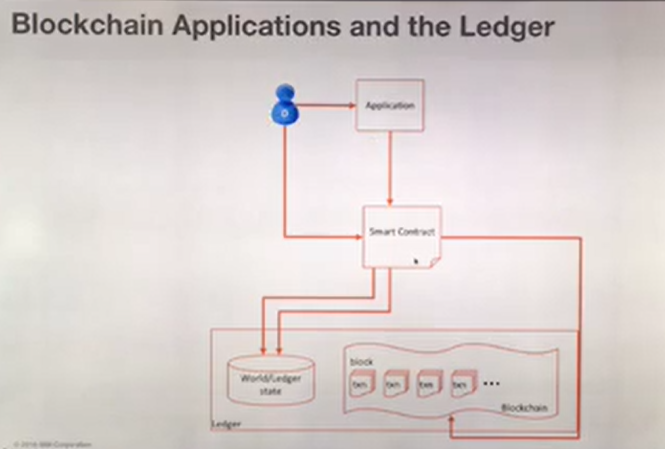 Blockchain Applications and the Ledger
D
Application
Smart Contract
World/Ledger
state
block
txn txn txn txn ...
Blockchain
Ledger
© 2016 IBM Corporation